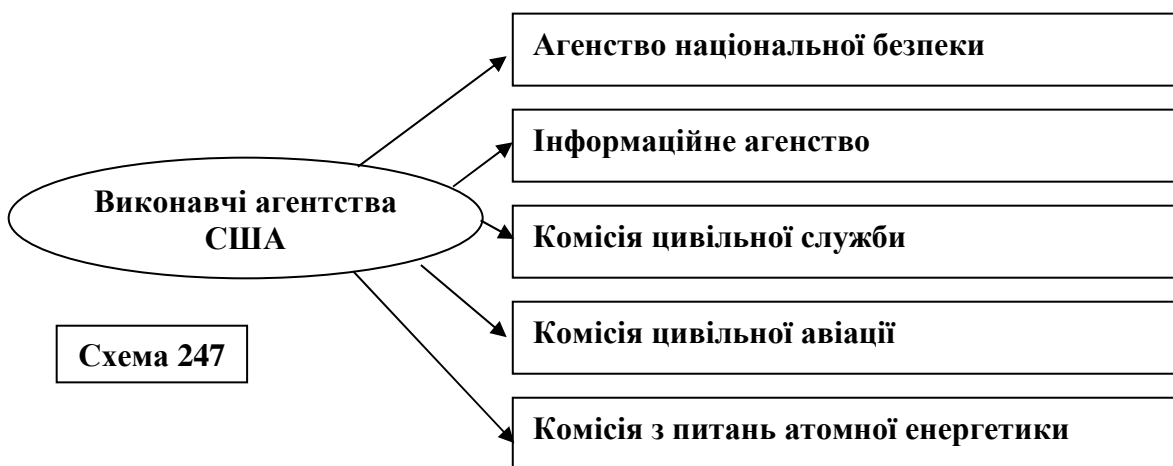 Агенство національної безпеки
Інформаційне агенство
Виконавчі агентства
США
Комісія цивільної служби
Комісія цивільної авіації
Схема 247
Комісія з питань атомної енергетики